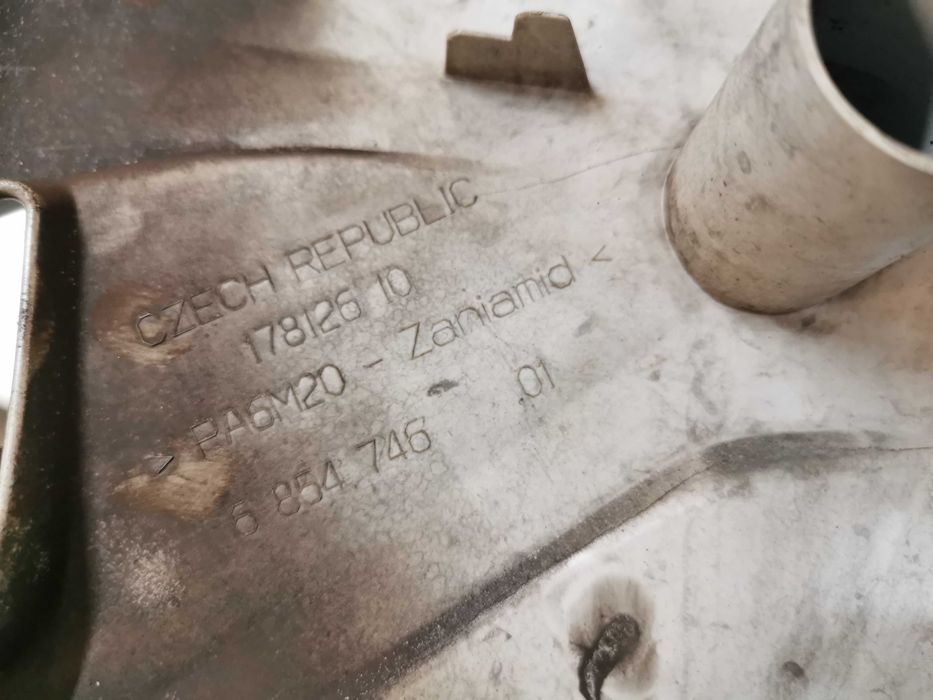 CZECH REPUBLIC
178126 10
> PA6M20 - Zaniamid <
6 854 746 01